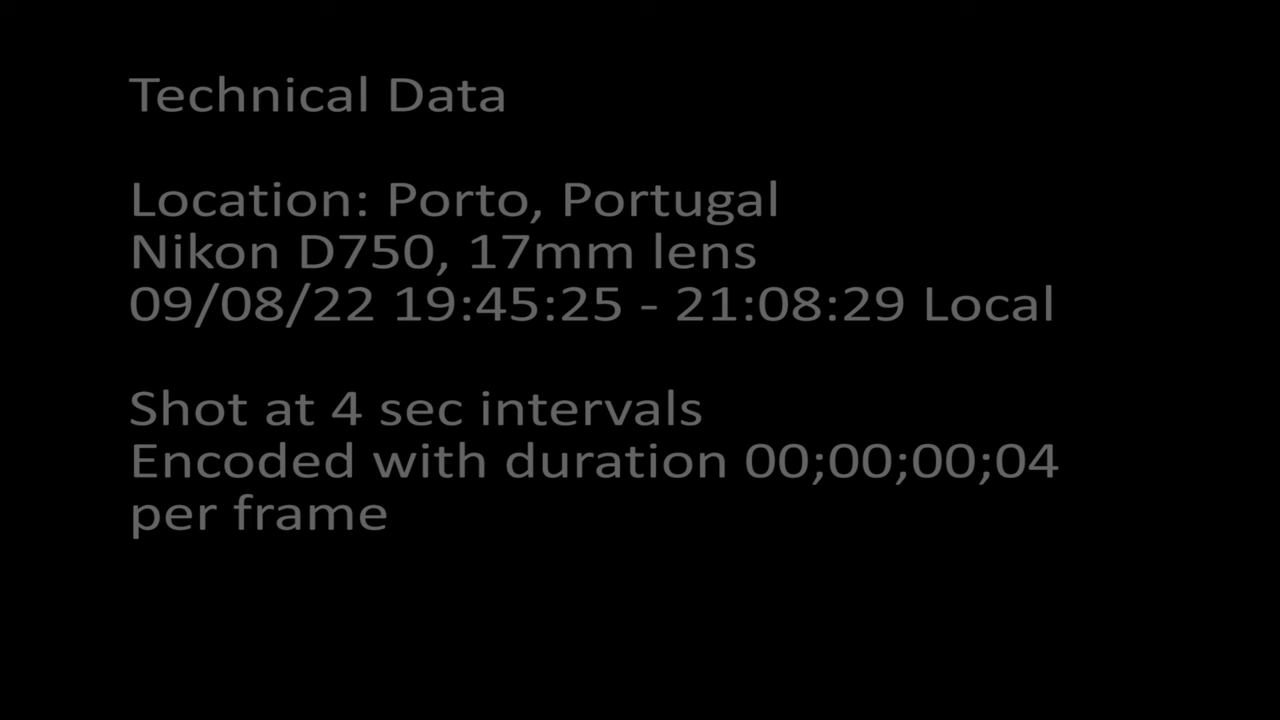 Technical Data
Location: Porto, Portugal
Nikon D750, 17mm lens
09/08/22 19:45:25 - 21:08:29 Local
Shot at 4 sec intervals
Encoded with duration 00;00;00;04
per frame